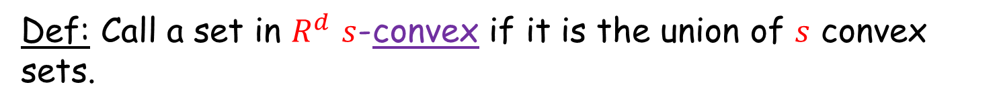 Def: Call a set in R^d s-convex if it is the union of s convex
sets.